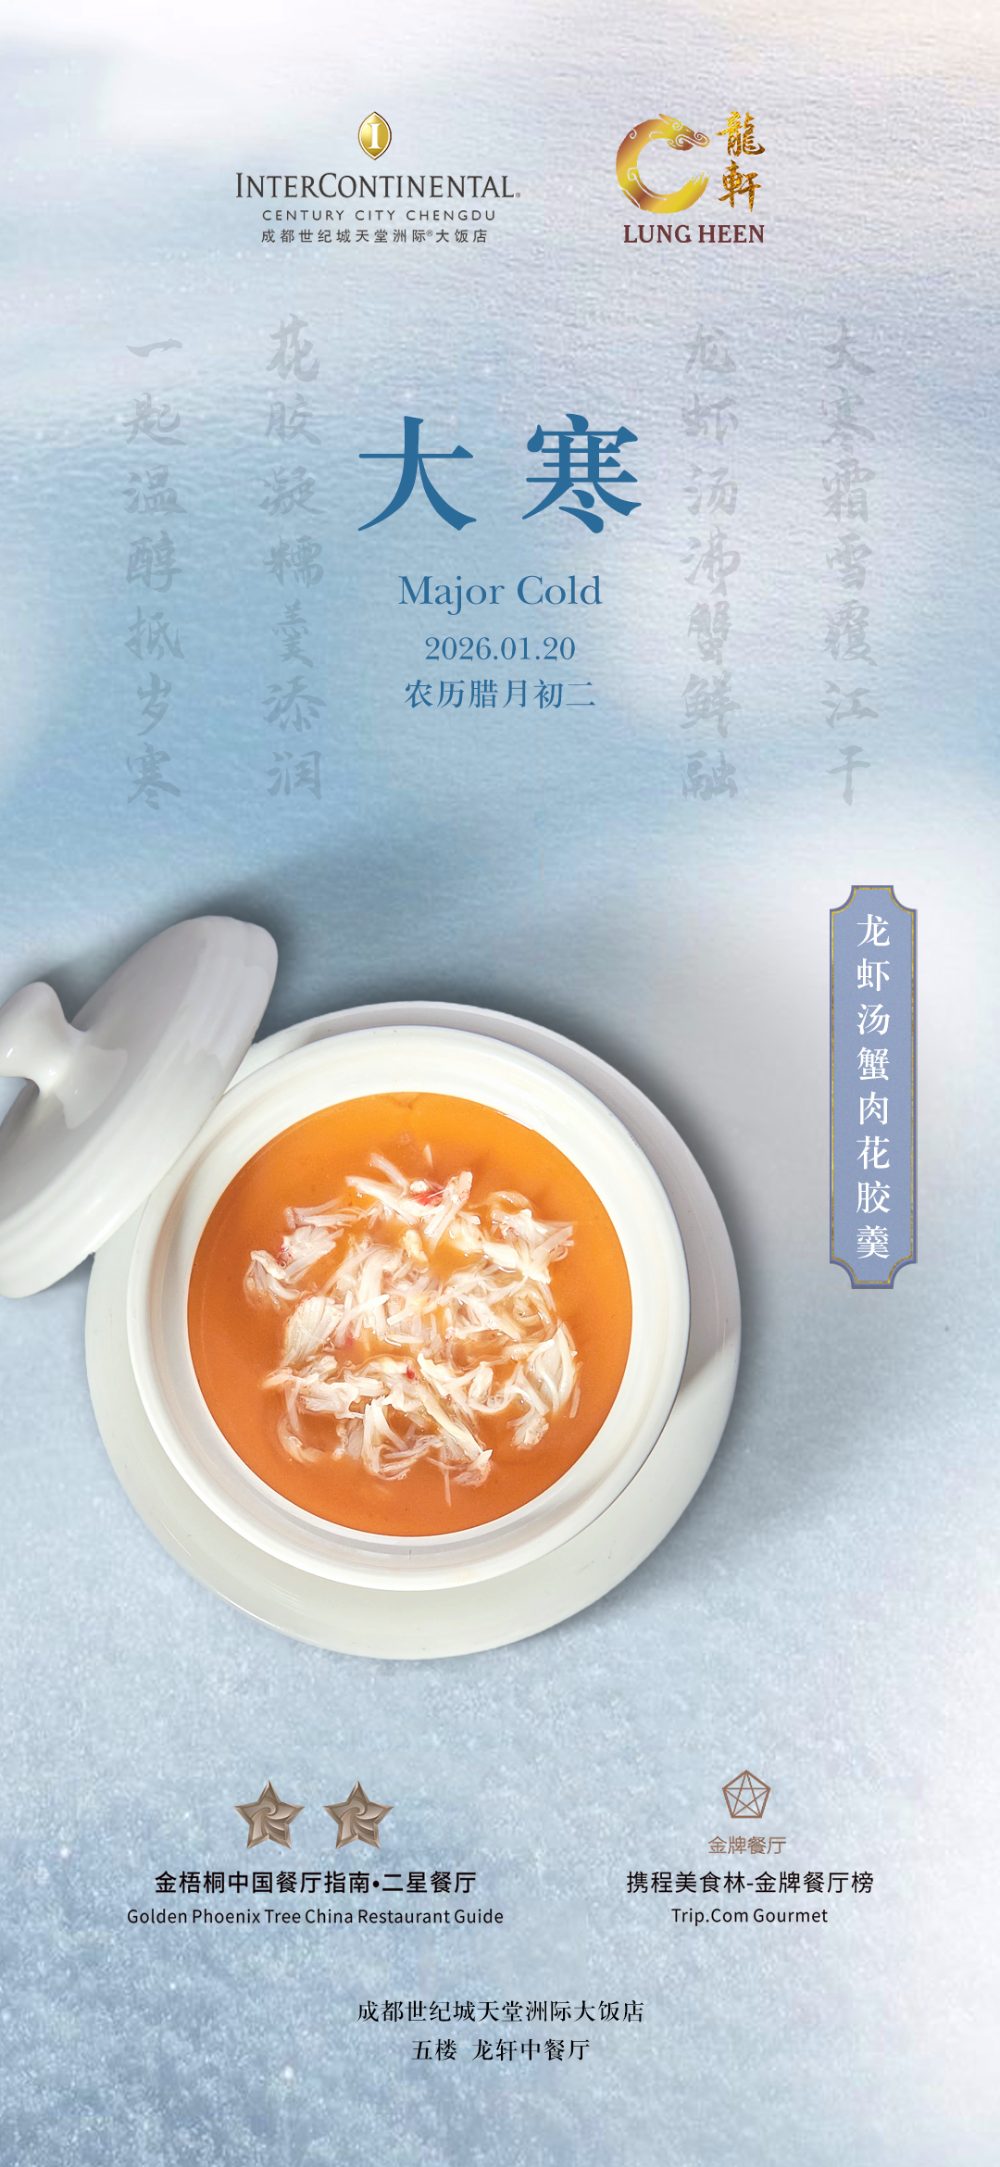 INTERCONTINENTAL®
CENTURY CITY CHENGDU
成都世纪城天堂洲际®大饭店
龍軒
LUNG HEEN
大寒霜雪覆江干
龙虾汤沸蟹鲜融
花胶凝糯羹添润
一匙温醇抵岁寒
大寒
Major Cold
2026.01.20
农历腊月初二
龙虾汤蟹肉花胶羹
金梧桐中国餐厅指南•二星餐厅
Golden Phoenix Tree China Restaurant Guide
金牌餐厅
携程美食林-金牌餐厅榜
Trip.Com Gourmet
成都世纪城天堂洲际大饭店
五楼 龙轩中餐厅